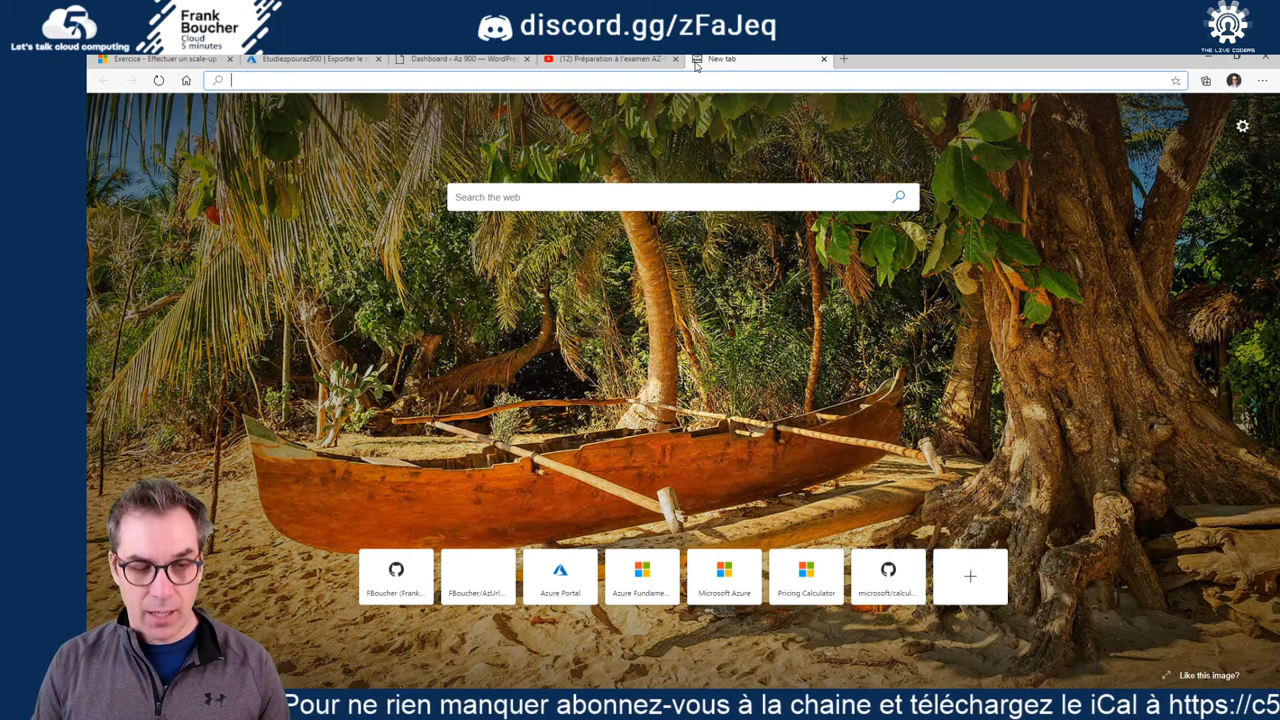 Let's talk cloud computing
Frank
Boucher
Cloud
5 minutes
discord.gg/zFaJeq
THE LIVE CODERS
Exercice - Effectuer un scale-up
Etudiezpouraz900 | Exporter le m
Dashboard ‹ Az 900 — WordPre
(12) Préparation à l'examen AZ-
New tab
Search the web
FBoucher (Frank...
FBoucher/AzUrl...
Azure Portal
Azure Fundame...
Microsoft Azure
Pricing Calculator
microsoft/calcul...
Like this image?
Pour ne rien manquer abonnez-vous à la chaine et téléchargez le iCal à https://c5